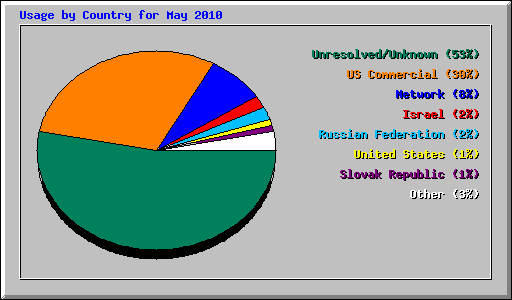 Usage by Country for May 2010
Unresolved/Unknown (53%)
US Commercial (30%)
Network (8%)
Israel (2%)
Russian Federation (2%)
United States (1%)
Slovak Republic (1%)
Other (3%)